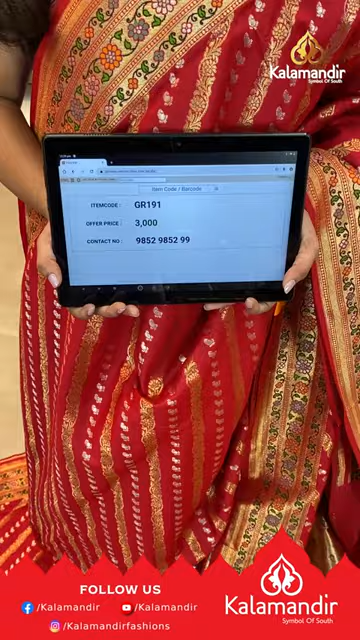 Kalamandir
Symbol Of South
Item Code / Barcode
ITEMCODE : GR191
OFFER PRICE : 3,000
CONTACT NO : 9852 9852 99
FOLLOW US
/Kalamandir /Kalamandir
/Kalamandirfashions
Kalamandir
Symbol Of South